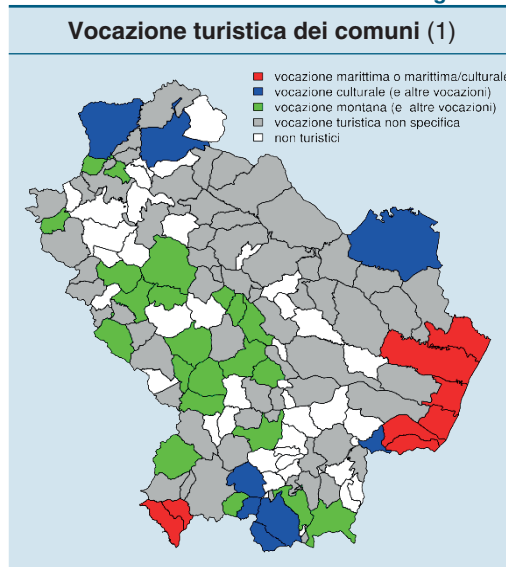 Vocazione turistica dei comuni (1)
vocazione marittima o marittima/culturale
vocazione culturale (e altre vocazioni)
vocazione montana (e altre vocazioni)
vocazione turistica non specifica
non turistici